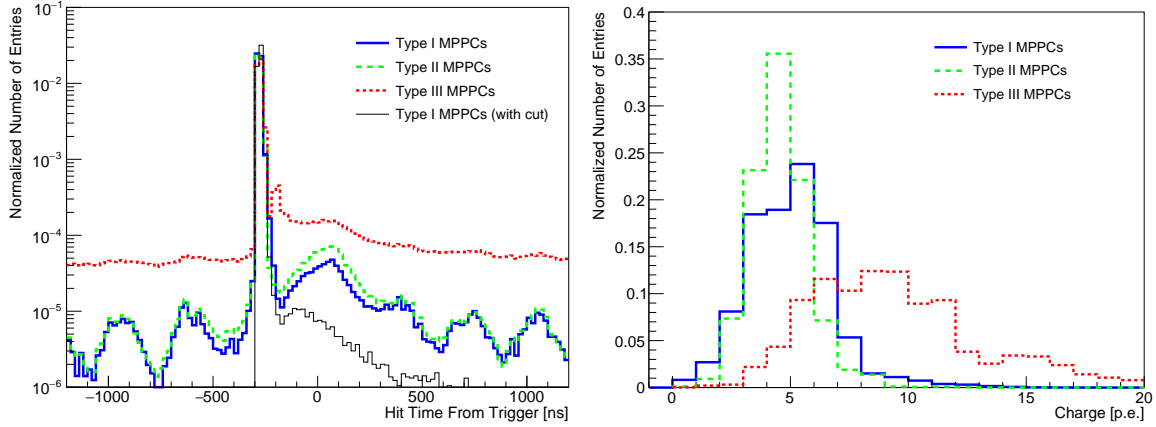 Normalized Number of Entries
1
10⁻¹
10⁻²
10⁻³
10⁻⁴
10⁻⁵
10⁻⁶
Type I MPPCs
Type II MPPCs
Type III MPPCs
Type I MPPCs (with cut)
−1000 −500 0 500 1000
Hit Time From Trigger [ns]
Normalized Number of Entries
0.4
0.35
0.3
0.25
0.2
0.15
0.1
0.05
0
Type I MPPCs
Type II MPPCs
Type III MPPCs
0 5 10 15 20
Charge [p.e.]